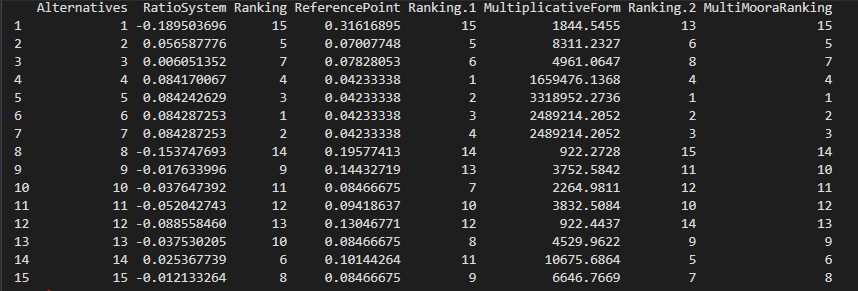 Alternatives RatioSystem Ranking ReferencePoint Ranking.1 MultiplicativeForm Ranking.2 MultiMooraRanking
1 1 -0.189503696 15 0.31616895 15 1844.5455 13 15
2 2 0.056587776 5 0.07007748 5 8311.2327 6 5
3 3 0.006051352 7 0.07828053 6 4961.0647 8 7
4 4 0.084170067 4 0.04233338 1 1659476.1368 4 4
5 5 0.084242629 3 0.04233338 2 3318952.2736 1 1
6 6 0.084287253 1 0.04233338 3 2489214.2052 2 2
7 7 0.084287253 2 0.04233338 4 2489214.2052 3 3
8 8 -0.153747693 14 0.19577413 14 922.2728 15 14
9 9 -0.017633996 9 0.14432719 13 3752.5842 11 10
10 10 -0.037647392 11 0.08466675 7 2264.9811 12 11
11 11 -0.052042743 12 0.09418637 10 3832.5084 10 12
12 12 -0.088558460 13 0.13046771 12 922.4437 14 13
13 13 -0.037530205 10 0.08466675 8 4529.9622 9 9
14 14 0.025367739 6 0.10144264 11 10675.6864 5 6
15 15 -0.012133264 8 0.08466675 9 6646.7669 7 8